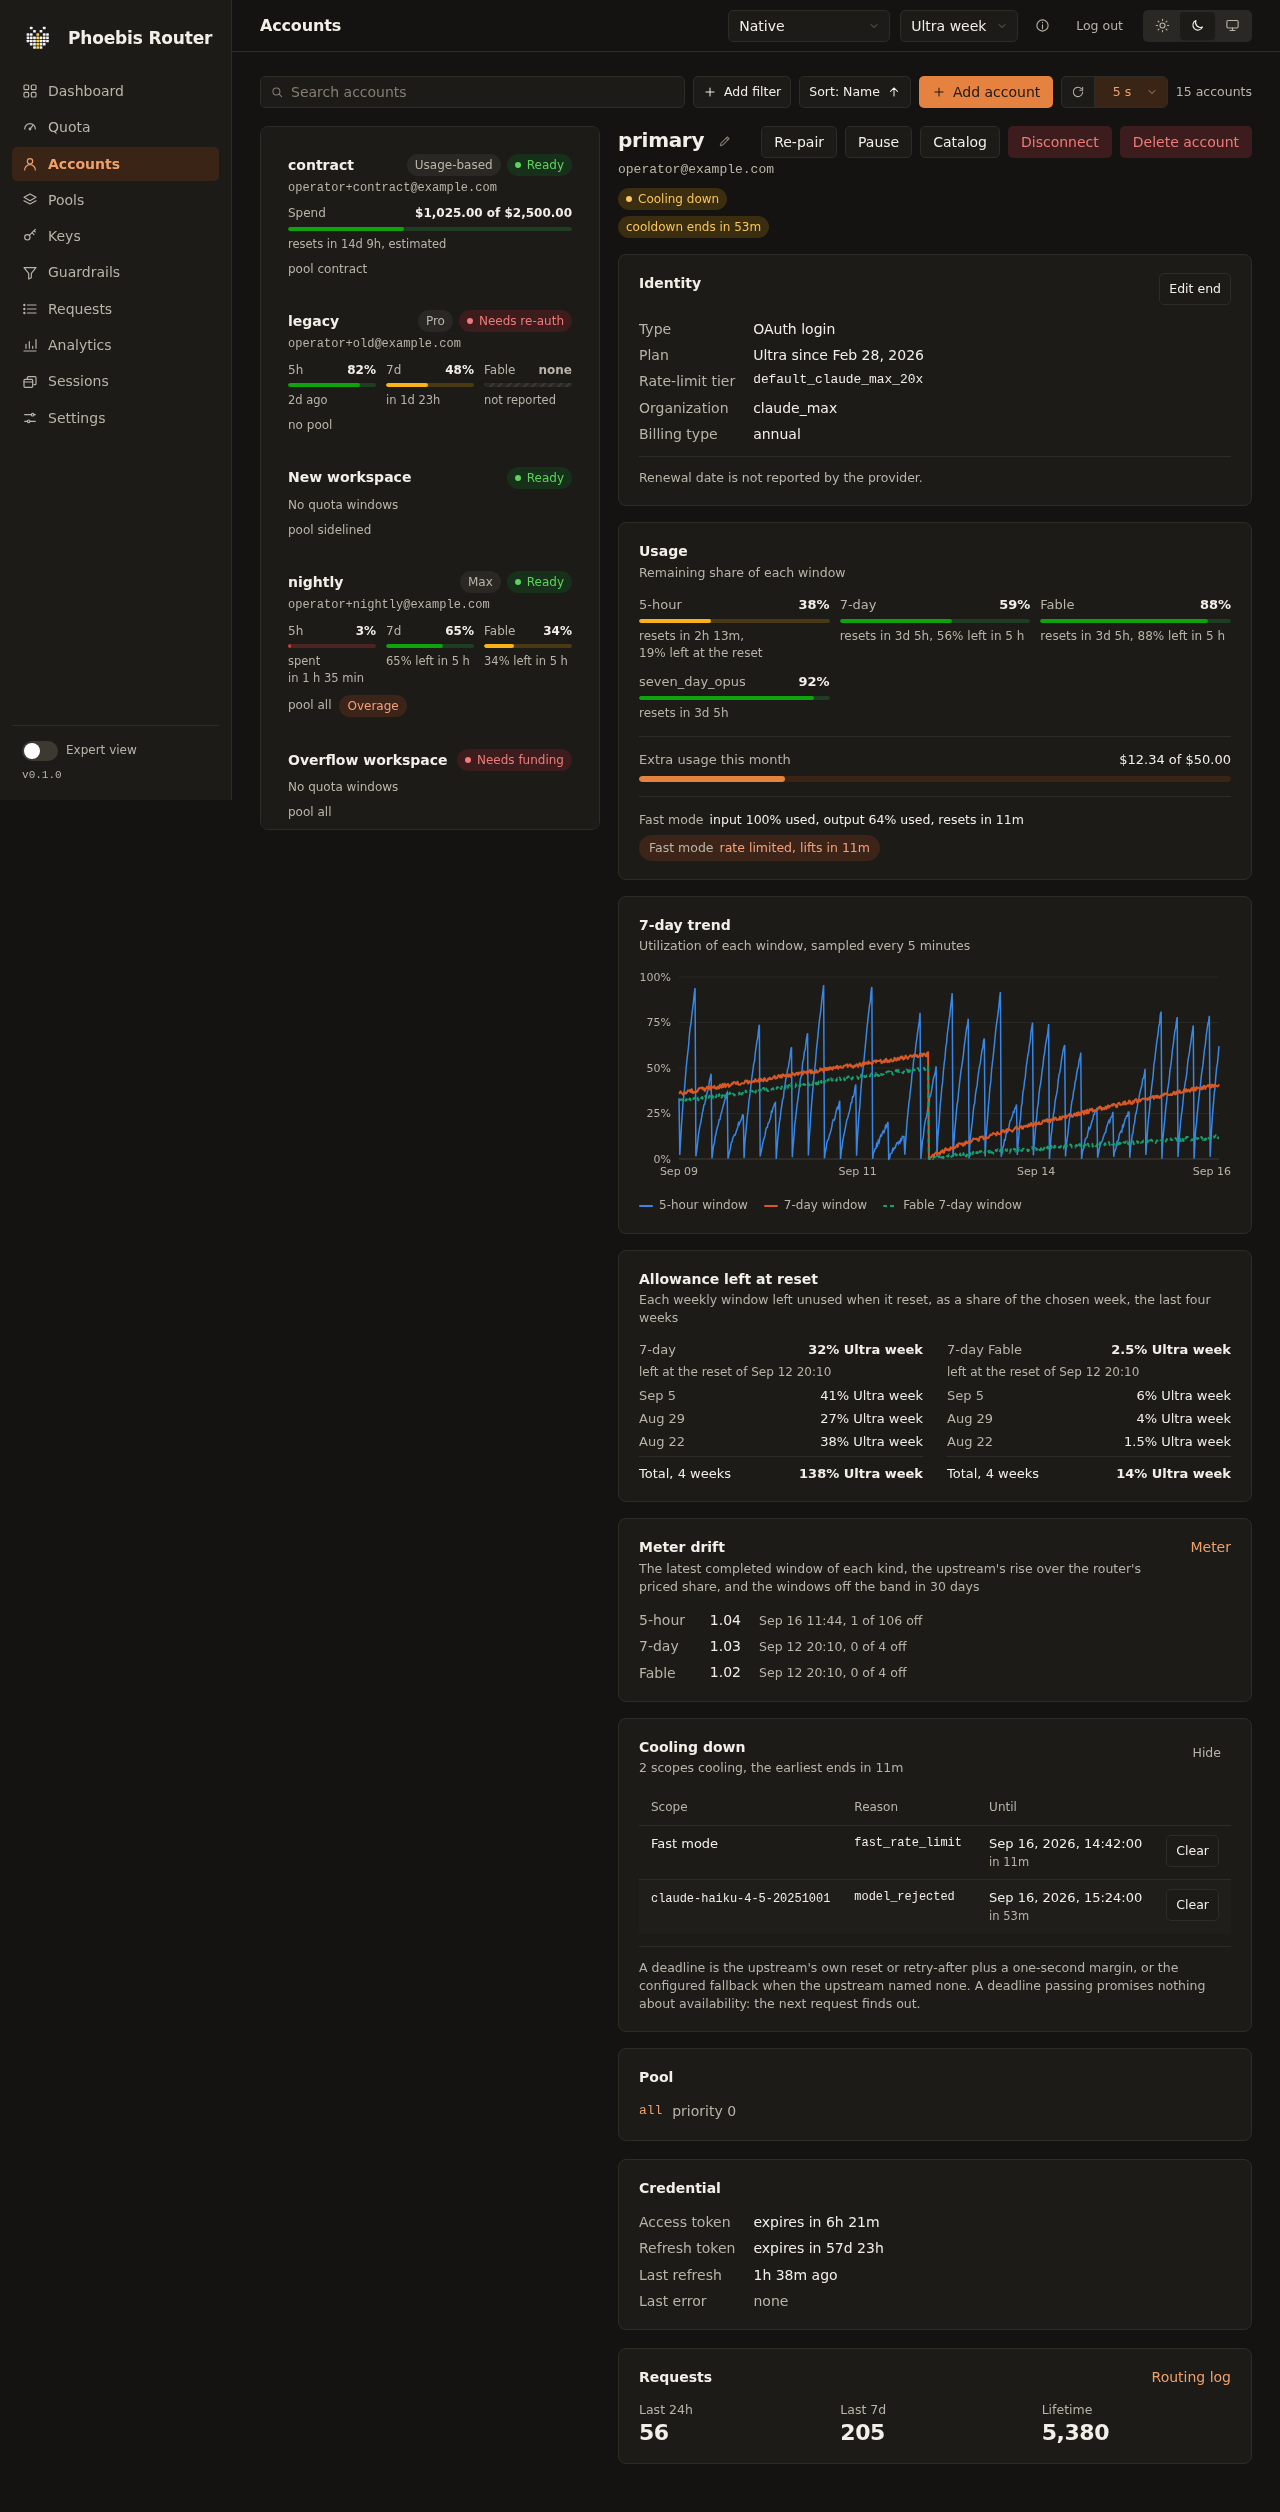 Phoebis Router
Dashboard
Quota
Accounts
Pools
Keys
Guardrails
Requests
Analytics
Sessions
Settings
Expert view
v0.1.0
Accounts
Native
Ultra week
Log out
Search accounts
Add filter
Sort: Name
Add account
5 s
15 accounts
contract Usage-based Ready
operator+contract@example.com
Spend $1,025.00 of $2,500.00
resets in 14d 9h, estimated
pool contract
legacy Pro Needs re-auth
operator+old@example.com
5h 82% 7d 48% Fable none
2d ago in 1d 23h not reported
no pool
New workspace Ready
No quota windows
pool sidelined
nightly Max Ready
operator+nightly@example.com
5h 3% 7d 65% Fable 34%
spent 65% left in 5 h 34% left in 5 h
in 1 h 35 min
pool all Overage
Overflow workspace Needs funding
No quota windows
pool all
primary Re-pair Pause Catalog Disconnect Delete account
operator@example.com
Cooling down
cooldown ends in 53m
Identity Edit end
Type OAuth login
Plan Ultra since Feb 28, 2026
Rate-limit tier default_claude_max_20x
Organization claude_max
Billing type annual
Renewal date is not reported by the provider.
Usage
Remaining share of each window
5-hour 38% 7-day 59% Fable 88%
resets in 2h 13m, resets in 3d 5h, 56% left in 5 h resets in 3d 5h, 88% left in 5 h
19% left at the reset
seven_day_opus 92%
resets in 3d 5h
Extra usage this month $12.34 of $50.00
Fast mode input 100% used, output 64% used, resets in 11m
Fast mode rate limited, lifts in 11m
7-day trend
Utilization of each window, sampled every 5 minutes
100%
75%
50%
25%
0%
Sep 09 Sep 11 Sep 14 Sep 16
5-hour window 7-day window Fable 7-day window
Allowance left at reset
Each weekly window left unused when it reset, as a share of the chosen week, the last four
weeks
7-day 32% Ultra week 7-day Fable 2.5% Ultra week
left at the reset of Sep 12 20:10 left at the reset of Sep 12 20:10
Sep 5 41% Ultra week Sep 5 6% Ultra week
Aug 29 27% Ultra week Aug 29 4% Ultra week
Aug 22 38% Ultra week Aug 22 1.5% Ultra week
Total, 4 weeks 138% Ultra week Total, 4 weeks 14% Ultra week
Meter drift Meter
The latest completed window of each kind, the upstream's rise over the router's
priced share, and the windows off the band in 30 days
5-hour 1.04 Sep 16 11:44, 1 of 106 off
7-day 1.03 Sep 12 20:10, 0 of 4 off
Fable 1.02 Sep 12 20:10, 0 of 4 off
Cooling down Hide
2 scopes cooling, the earliest ends in 11m
Scope Reason Until
Fast mode fast_rate_limit Sep 16, 2026, 14:42:00 Clear
in 11m
claude-haiku-4-5-20251001 model_rejected Sep 16, 2026, 15:24:00 Clear
in 53m
A deadline is the upstream's own reset or retry-after plus a one-second margin, or the
configured fallback when the upstream named none. A deadline passing promises nothing
about availability: the next request finds out.
Pool
all priority 0
Credential
Access token expires in 6h 21m
Refresh token expires in 57d 23h
Last refresh 1h 38m ago
Last error none
Requests Routing log
Last 24h Last 7d Lifetime
56 205 5,380